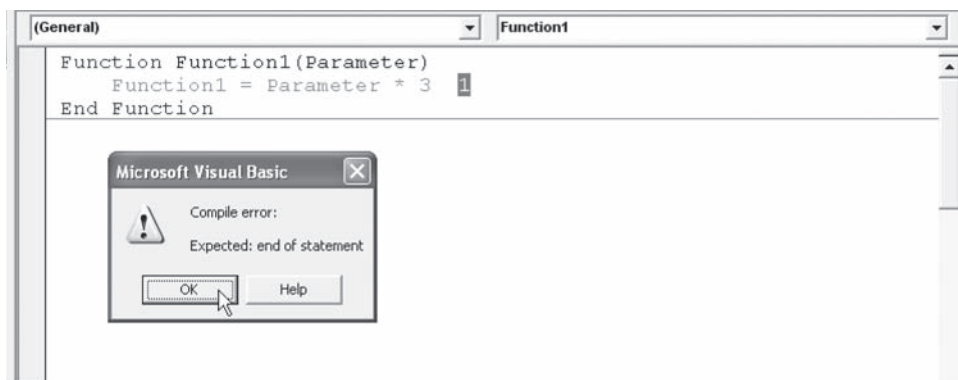 (General) Function1
Function Function1(Parameter)
Function1 = Parameter * 3 1
End Function
Microsoft Visual Basic
Compile error:
Expected: end of statement
OK Help